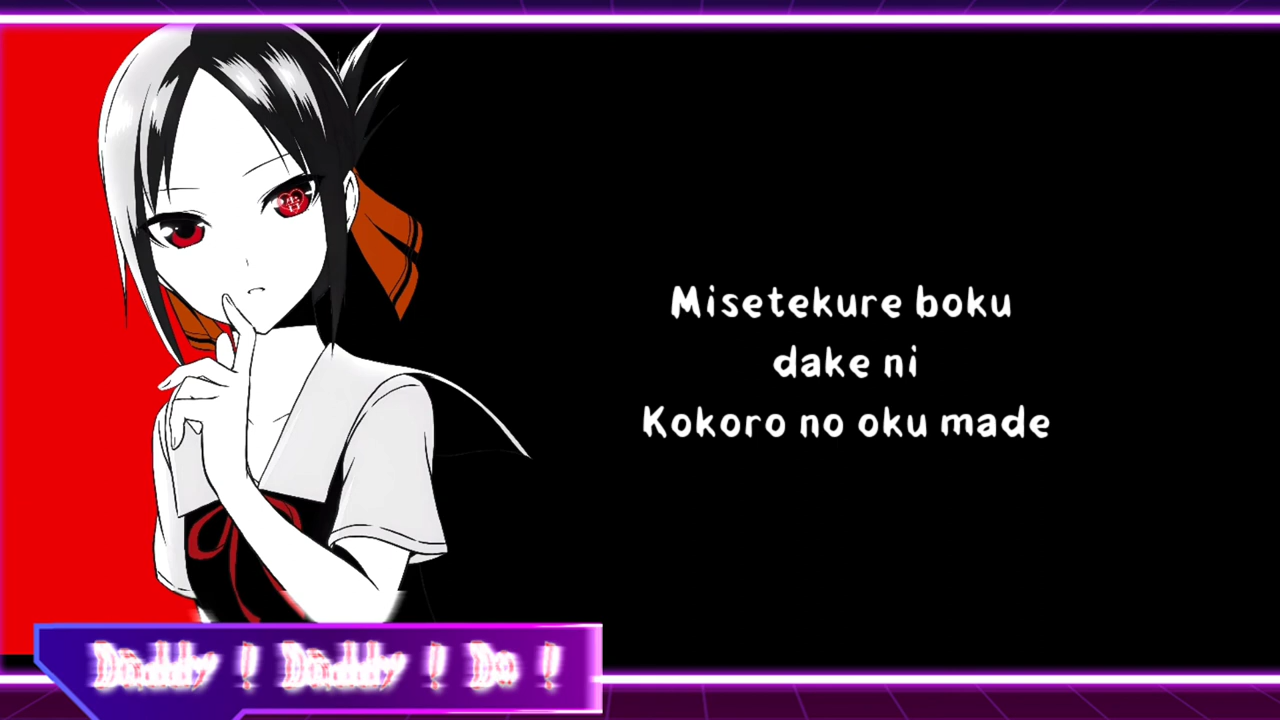 Misetekure boku
dake ni
Kokoro no oku made
Daddy ! Daddy ! Do !